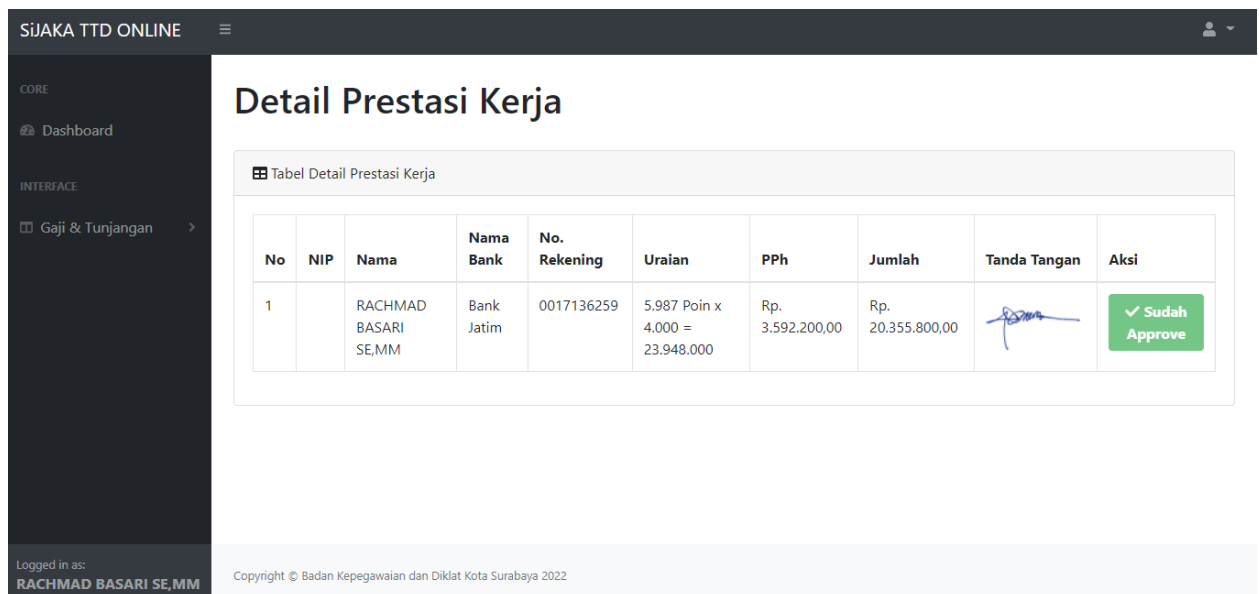 SiJAKA TTD ONLINE
CORE
Dashboard
INTERFACE
Gaji & Tunjangan
Detail Prestasi Kerja
Tabel Detail Prestasi Kerja
No NIP Nama Nama Bank No. Rekening Uraian PPh Jumlah Tanda Tangan Aksi
1 RACHMAD BASARI SE,MM Bank Jatim 0017136259 5.987 Poin x 4.000 = 23.948.000 Rp. 3.592.200,00 Rp. 20.355.800,00 Sudah Approve
Logged in as:
RACHMAD BASARI SE,MM
Copyright © Badan Kepegawaian dan Diklat Kota Surabaya 2022